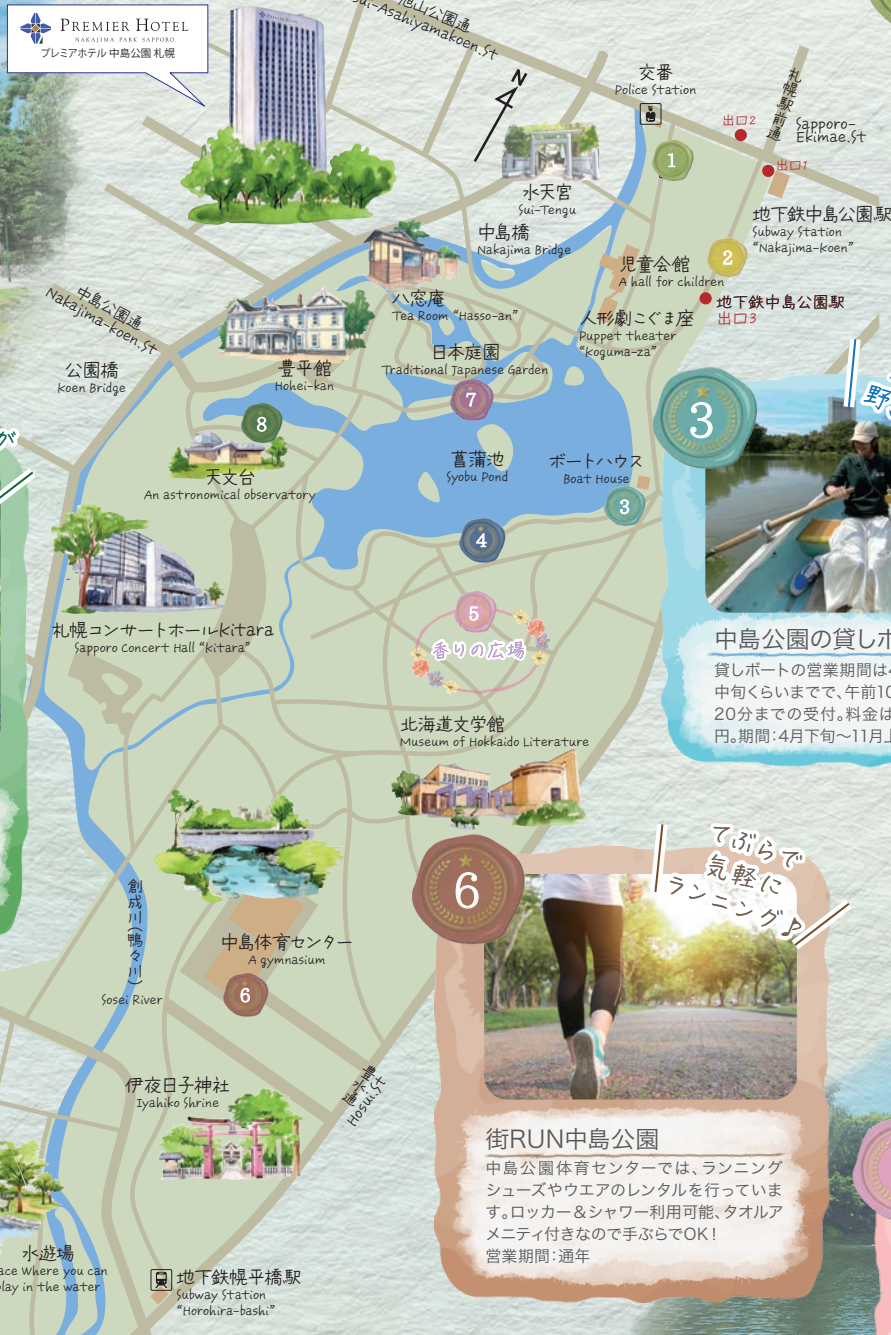 PREMIER HOTEL
NAKAJIMA PARK SAPPORO
プレミアホテル 中島公園 札幌
旭山公園通
Sui-Asahiyamakoen.St
N
交番
Police Station
札幌駅前通
Sapporo-
Ekimae.St
出口2
出口1
1
水天宮
Sui-Tengu
地下鉄中島公園駅
Subway Station
"Nakajima-koen"
中島橋
Nakajima Bridge
2
児童会館
A hall for children
地下鉄中島公園駅
出口3
八窓庵
Tea Room "Hasso-an"
人形劇こぐま座
Puppet theater
"Koguma-za"
中島公園通
Nakajima-koen.St
日本庭園
Traditional Japanese Garden
公園橋
Koen Bridge
豊平館
Hohei-kan
7
8
3
野
が
天文台
An astronomical observatory
菖蒲池
Syobu Pond
ボートハウス
Boat House
3
4
5
香りの広場
札幌コンサートホールkitara
Sapporo Concert Hall "Kitara"
中島公園の貸しボ
貸しボートの営業期間は4
中旬くらいまでで、午前10
20分までの受付。料金は
円。期間：4月下旬～11月上
北海道文学館
Museum of Hokkaido Literature
6
てぶらで
気軽に
ランニング♪
創成川（鴨々川）
Sosei River
中島体育センター
A gymnasium
6
豊水通
Hosui.St
伊夜日子神社
Iyahiko Shrine
街RUN中島公園
中島公園体育センターでは、ランニング
シューズやウエアのレンタルを行っていま
す。ロッカー＆シャワー利用可能、タオルア
メニティ付きなので手ぶらでOK！
営業期間：通年
水遊場
ace Where you can
lay in the water
地下鉄幌平橋駅
Subway Station
"Horohira-bashi"